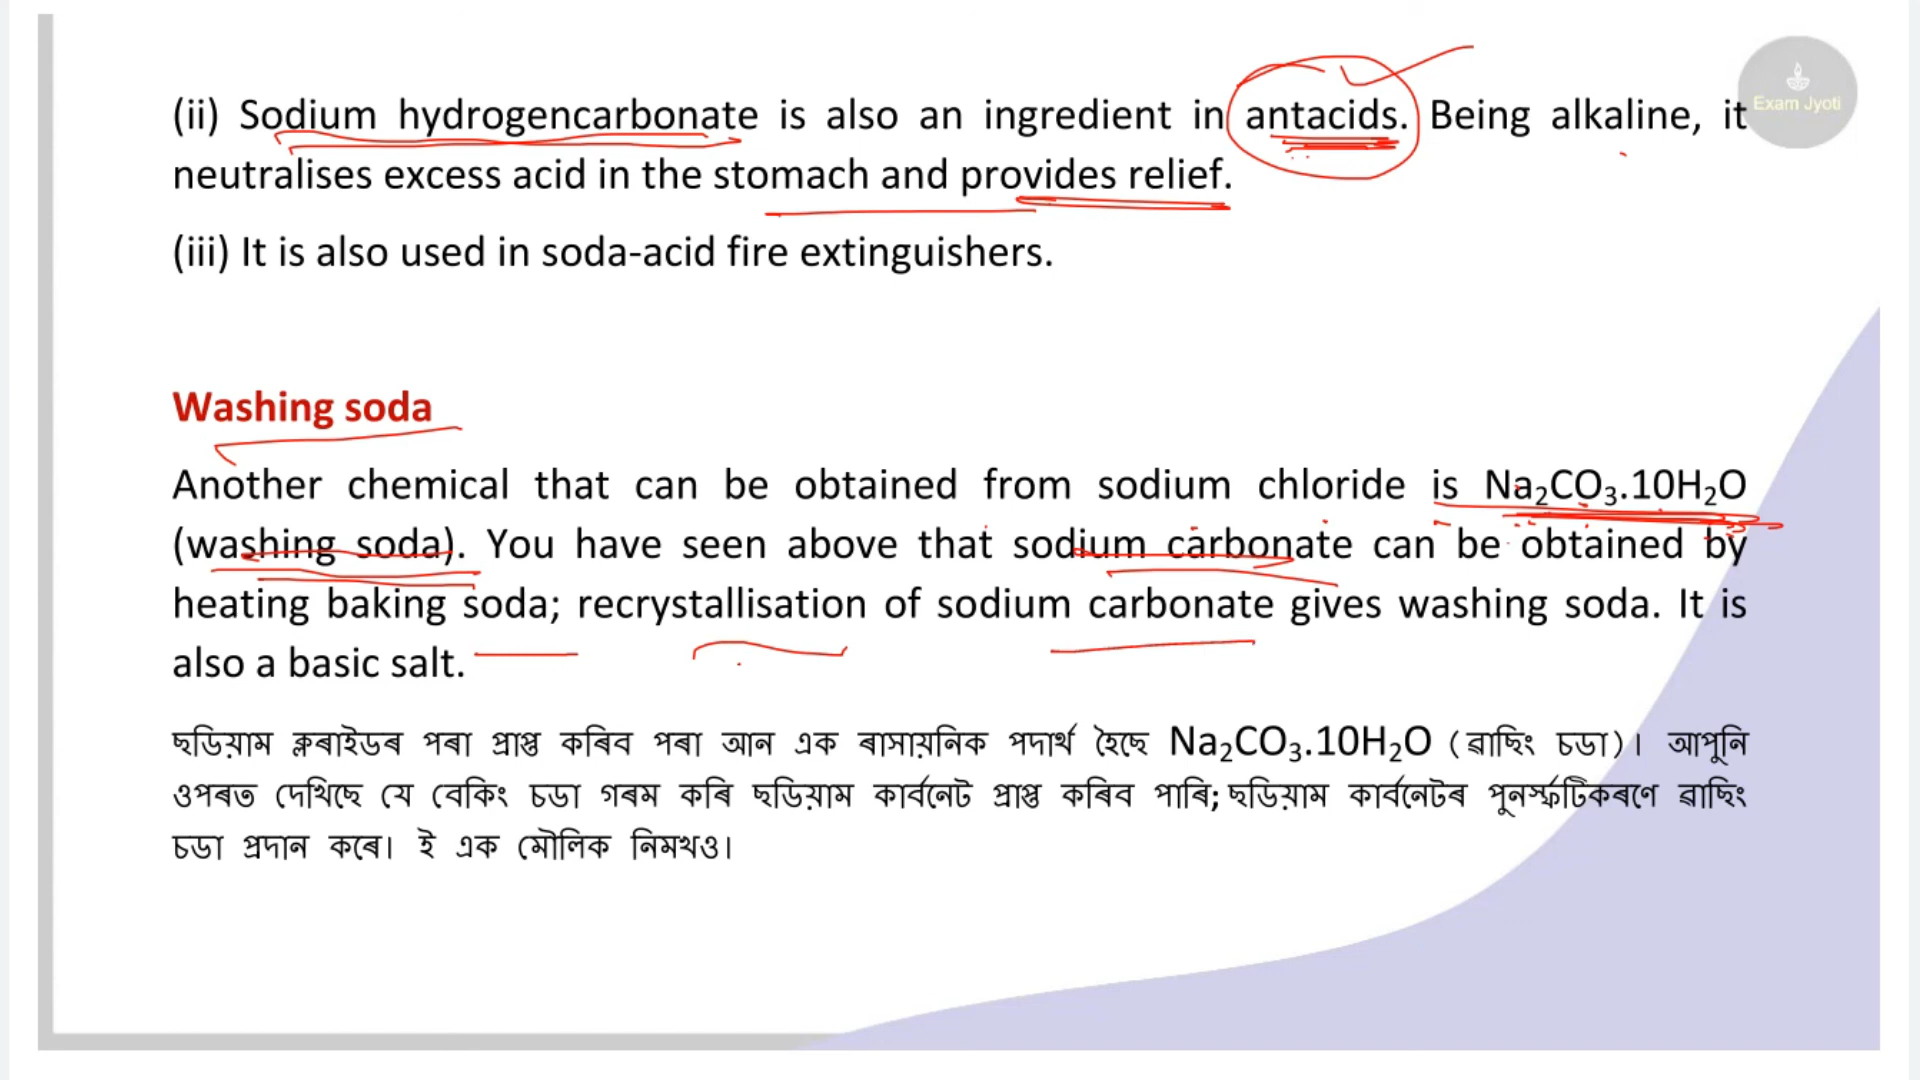 (ii) Sodium hydrogencarbonate is also an ingredient in antacids. Being alkaline, it
Exam Jyoti
neutralises excess acid in the stomach and provides relief.
(iii) It is also used in soda-acid fire extinguishers.
Washing soda
Another chemical that can be obtained from sodium chloride is Na₂CO₃.10H₂O
(washing soda). You have seen above that sodium carbonate can be obtained by
heating baking soda; recrystallisation of sodium carbonate gives washing soda. It is
also a basic salt.
ছডিয়াম ক্লৰাইডৰ পৰা প্ৰাপ্ত কৰিব পৰা আন এক ৰাসায়নিক পদাৰ্থ হৈছে Na₂CO₃.10H₂O (ৱাছিং চডা)। আপুনি
ওপৰত দেখিছে যে বেকিং চডা গৰম কৰি ছডিয়াম কাৰ্বনেট প্ৰাপ্ত কৰিব পাৰি; ছডিয়াম কাৰ্বনেটৰ পুনৰ্স্ফটিকৰণে ৱাছিং
চডা প্ৰদান কৰে। ই এক মৌলিক নিমখও।